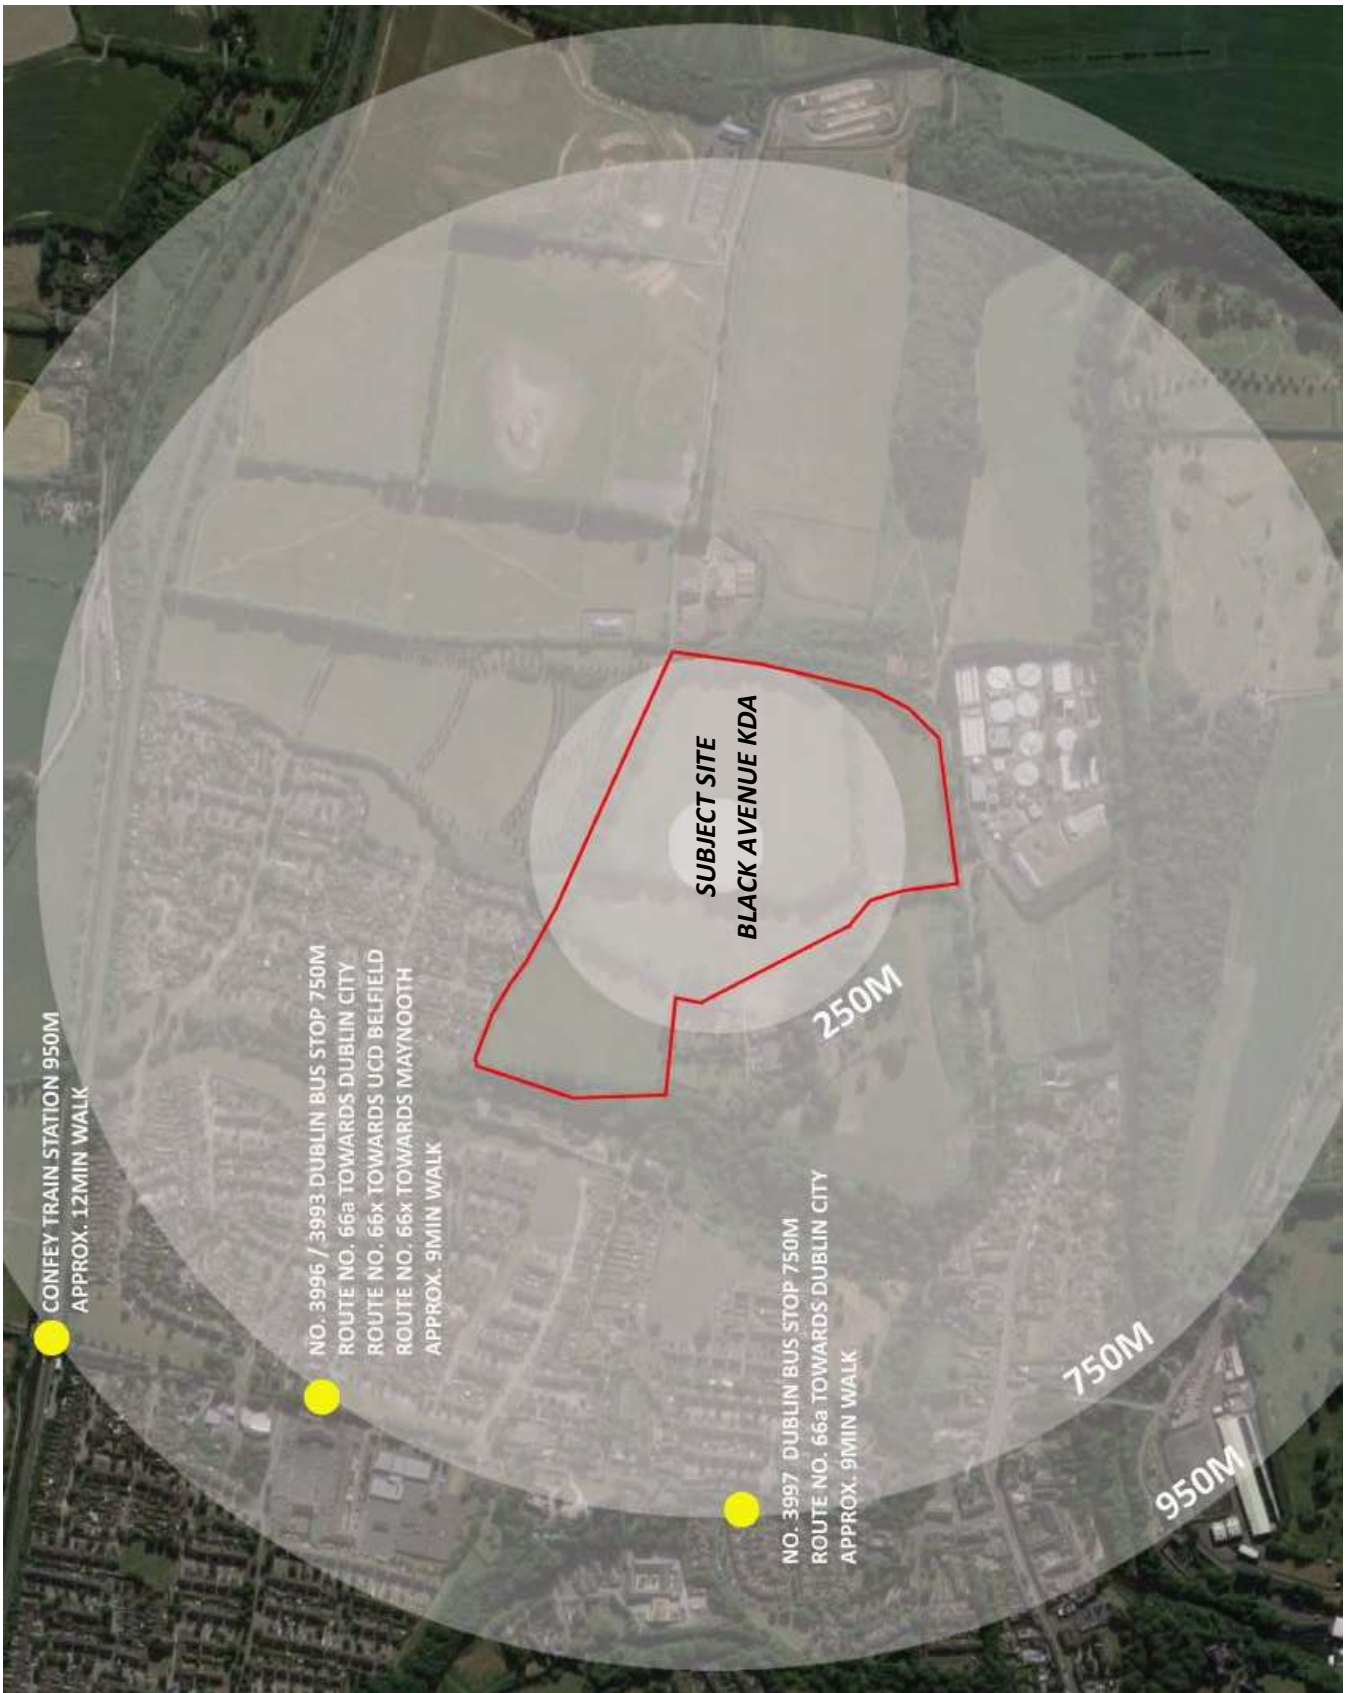 CONFEY TRAIN STATION 950M
APPROX. 12MIN WALK
NO. 3996 / 3993 DUBLIN BUS STOP 750M
ROUTE NO. 66a TOWARDS DUBLIN CITY
ROUTE NO. 66x TOWARDS UCD BELFIELD
ROUTE NO. 66x TOWARDS MAYNOOTH
APPROX. 9MIN WALK
SUBJECT SITE
BLACK AVENUE KDA
250M
NO. 3997 DUBLIN BUS STOP 750M
ROUTE NO. 66a TOWARDS DUBLIN CITY
APPROX. 9MIN WALK
750M
950M